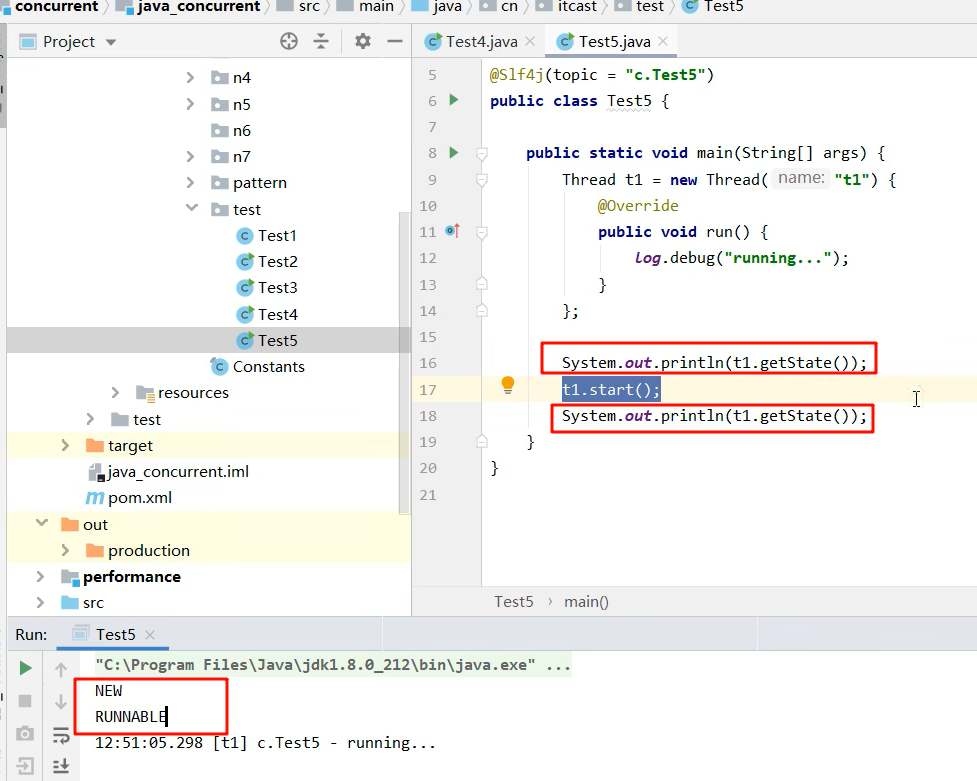 concurrent java_concurrent src main java cn itcast test Test5
Project
Test4.java Test5.java
n4
n5
n6
n7
pattern
test
Test1
Test2
Test3
Test4
Test5
Constants
resources
test
target
java_concurrent.iml
pom.xml
out
production
performance
src
5 @Slf4j(topic = "c.Test5")
6 public class Test5 {
7
8 public static void main(String[] args) {
9 Thread t1 = new Thread( name: "t1") {
10 @Override
11 public void run() {
12 log.debug("running...");
13 }
14 };
15
16 System.out.println(t1.getState());
17 t1.start();
18 System.out.println(t1.getState());
19 }
20 }
21
Test5 › main()
Run: Test5
"C:\Program Files\Java\jdk1.8.0_212\bin\java.exe" ...
NEW
RUNNABLE
12:51:05.298 [t1] c.Test5 - running...